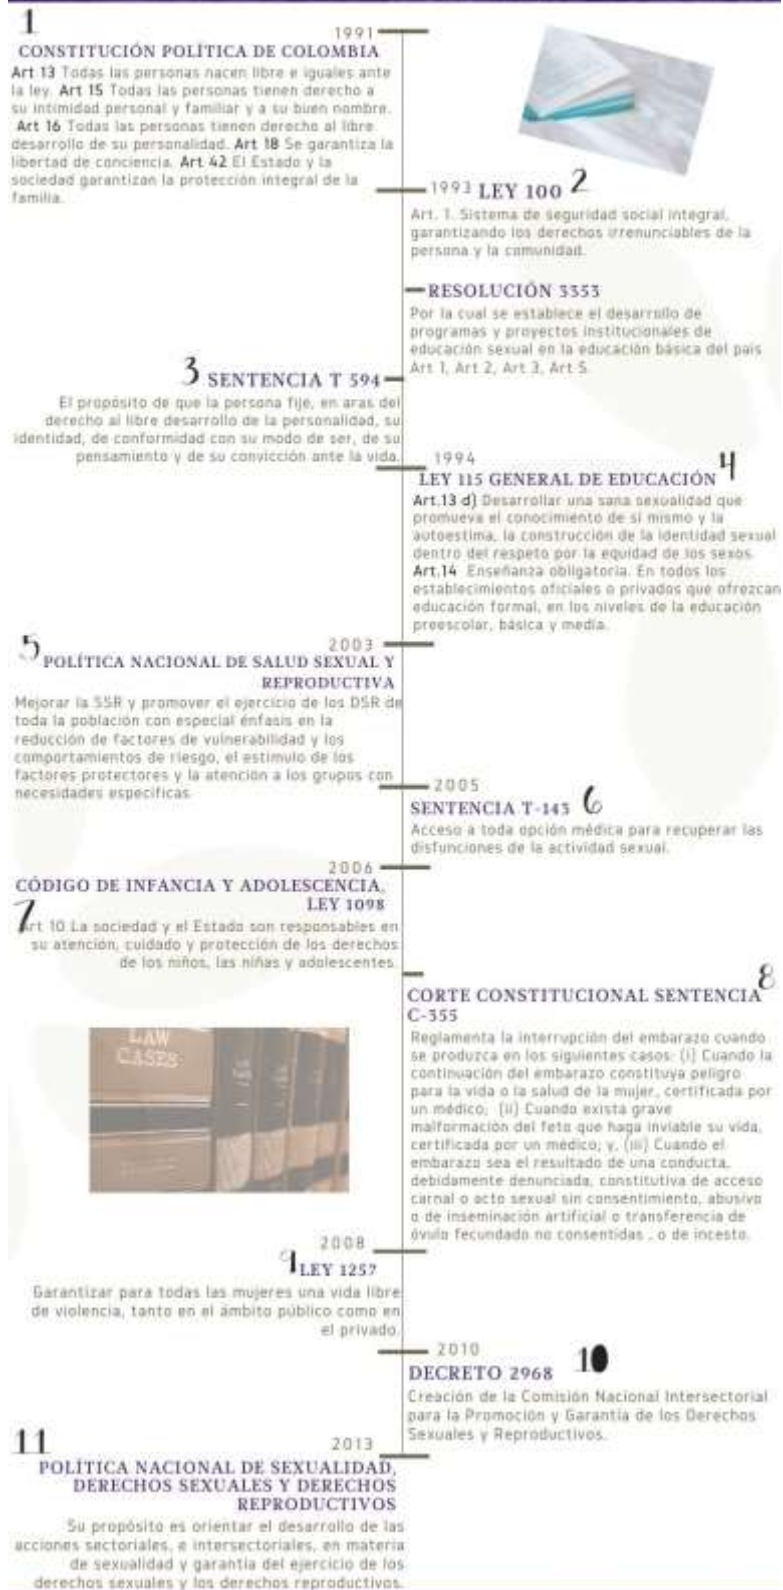 1
1991
CONSTITUCIÓN POLÍTICA DE COLOMBIA
Art 13 Todas las personas nacen libre e iguales ante
la ley. Art 15 Todas las personas tienen derecho a
su intimidad personal y familiar y a su buen nombre.
Art 16 Todas las personas tienen derecho al libre
desarrollo de su personalidad. Art 18 Se garantiza la
libertad de conciencia. Art 42 El Estado y la
sociedad garantizan la protección integral de la
familia.
1993 LEY 100 2
Art. 1. Sistema de seguridad social integral,
garantizando los derechos irrenunciables de la
persona y la comunidad.
RESOLUCIÓN 3353
Por la cual se establece el desarrollo de
programas y proyectos institucionales de
educación sexual en la educación básica del país
Art 1, Art 2, Art 3, Art 5.
3 SENTENCIA T 594
El propósito de que la persona fije, en aras del
derecho al libre desarrollo de la personalidad, su
identidad, de conformidad con su modo de ser, de su
pensamiento y de su convicción ante la vida.
1994
LEY 115 GENERAL DE EDUCACIÓN 4
Art.13 d) Desarrollar una sana sexualidad que
promueva el conocimiento de sí mismo y la
autoestima, la construcción de la identidad sexual
dentro del respeto por la equidad de los sexos.
Art.14 Enseñanza obligatoria. En todos los
establecimientos oficiales o privados que ofrezcan
educación formal, en los niveles de la educación
preescolar, básica y media.
2003
5 POLÍTICA NACIONAL DE SALUD SEXUAL Y
REPRODUCTIVA
Mejorar la SSR y promover el ejercicio de los DSR de
toda la población con especial énfasis en la
reducción de factores de vulnerabilidad y los
comportamientos de riesgo, el estímulo de los
factores protectores y la atención a los grupos con
necesidades específicas.
2005
SENTENCIA T-143 6
Acceso a toda opción médica para recuperar las
disfunciones de la actividad sexual.
2006
CÓDIGO DE INFANCIA Y ADOLESCENCIA,
LEY 1098
7
Art 10 La sociedad y el Estado son responsables en
su atención, cuidado y protección de los derechos
de los niños, las niñas y adolescentes.
8
CORTE CONSTITUCIONAL SENTENCIA
C-355
Reglamenta la interrupción del embarazo cuando
se produzca en los siguientes casos: (i) Cuando la
continuación del embarazo constituya peligro
para la vida o la salud de la mujer, certificada por
un médico; (ii) Cuando exista grave
malformación del feto que haga inviable su vida,
certificada por un médico; y, (iii) Cuando el
embarazo sea el resultado de una conducta,
debidamente denunciada, constitutiva de acceso
carnal o acto sexual sin consentimiento, abusivo
o de inseminación artificial o transferencia de
óvulo fecundado no consentidas , o de incesto.
LAW
CASES
2008
9 LEY 1257
Garantizar para todas las mujeres una vida libre
de violencia, tanto en el ámbito público como en
el privado.
2010
DECRETO 2968 10
Creación de la Comisión Nacional Intersectorial
para la Promoción y Garantía de los Derechos
Sexuales y Reproductivos.
11
2013
POLÍTICA NACIONAL DE SEXUALIDAD,
DERECHOS SEXUALES Y DERECHOS
REPRODUCTIVOS
Su propósito es orientar el desarrollo de las
acciones sectoriales, e intersectoriales, en materia
de sexualidad y garantía del ejercicio de los
derechos sexuales y los derechos reproductivos.